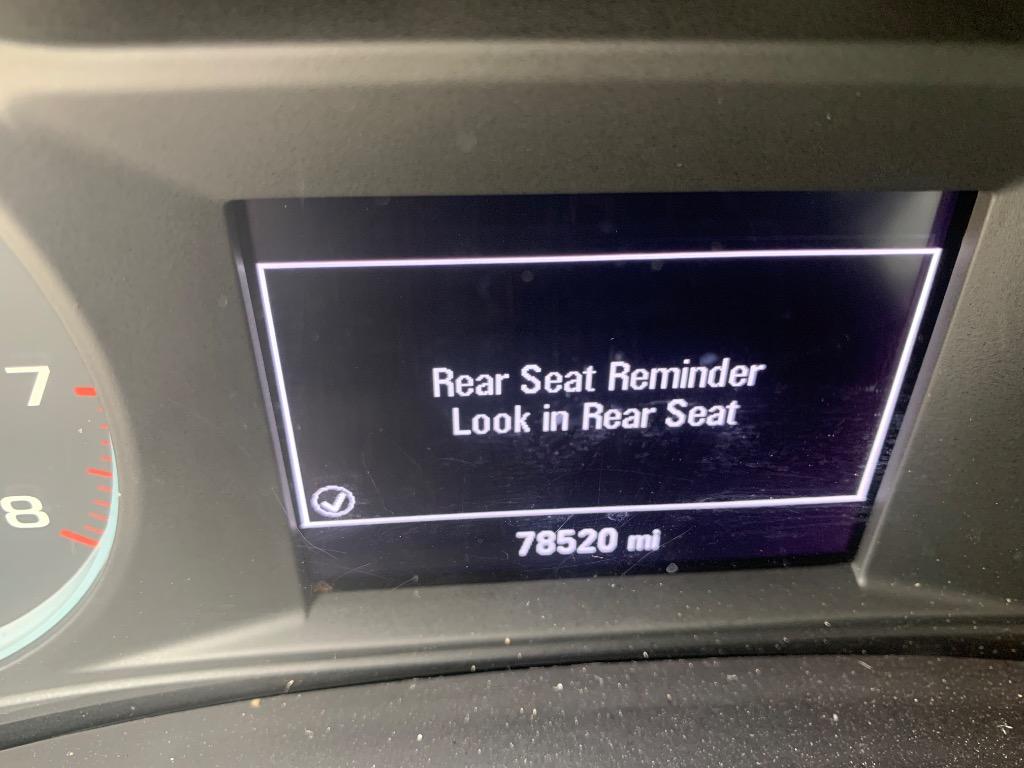 7
8
Rear Seat Reminder
Look in Rear Seat
78520 mi